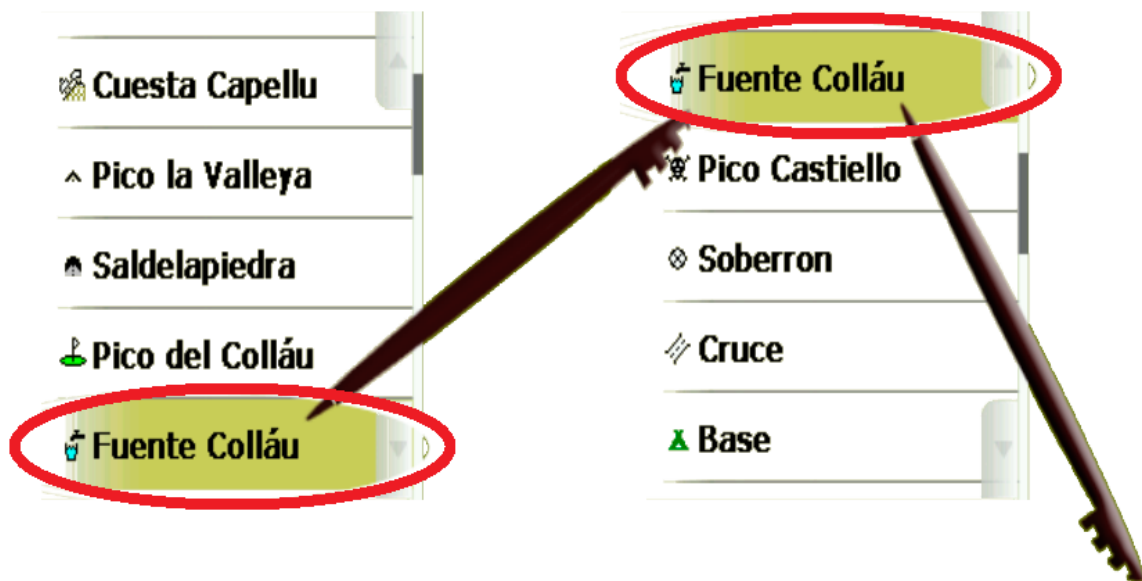 Cuesta Capellu
Pico la Valleya
Saldelapiedra
Pico del Colláu
Fuente Colláu
Fuente Colláu
Pico Castiello
Soberron
Cruce
Base